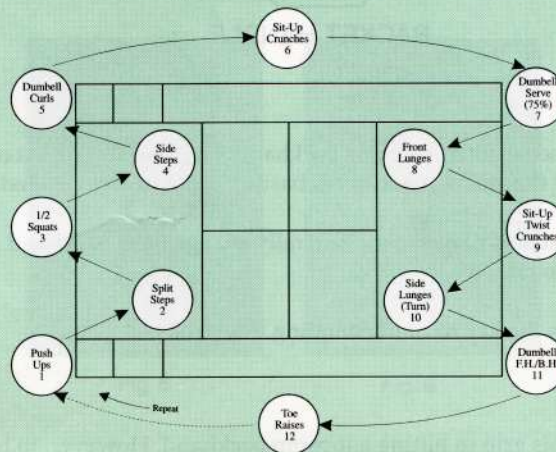 Sit-Up
Crunches
6
Dumbell
Curls
5
Dumbell
Serve
(75%)
7
Side
Steps
4
Front
Lunges
8
1/2
Squats
3
Sit-Up
Twist
Crunches
9
Split
Steps
2
Side
Lunges
(Turn)
10
Push
Ups
1
Dumbell
F.H./B.H.
11
Repeat
Toe
Raises
12